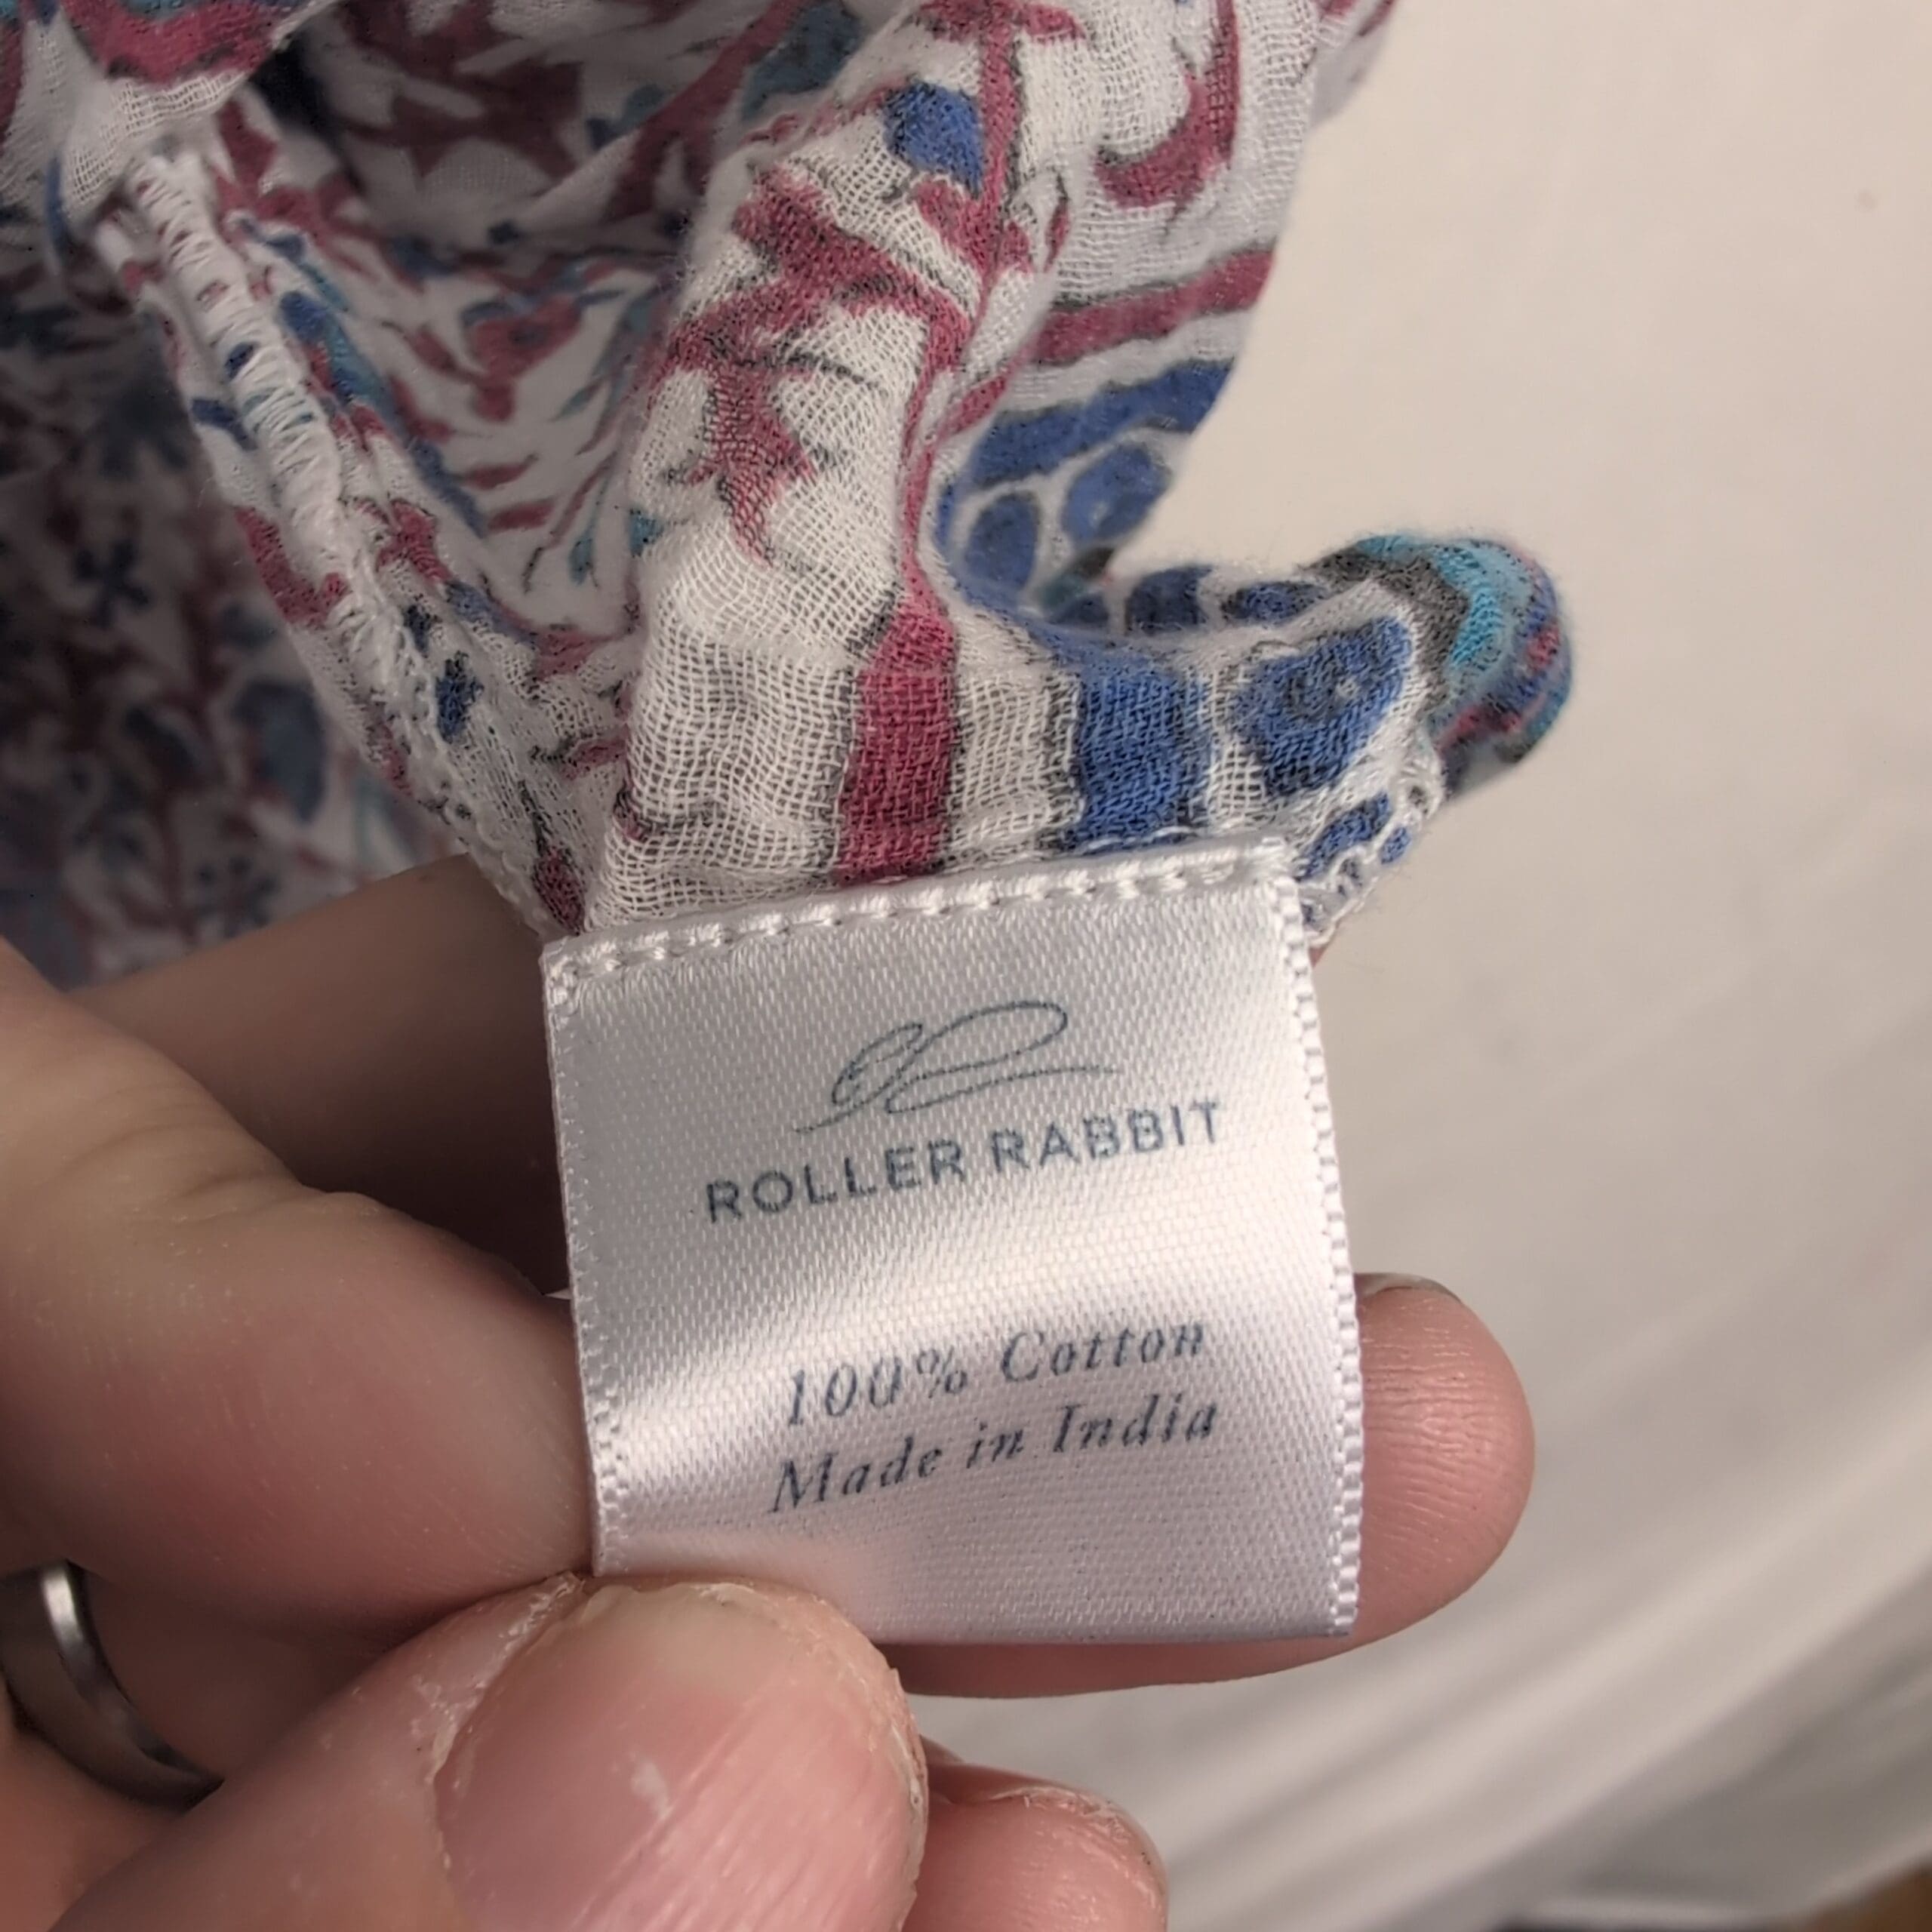 ROLLER RABBIT
100% Cotton
Made in India